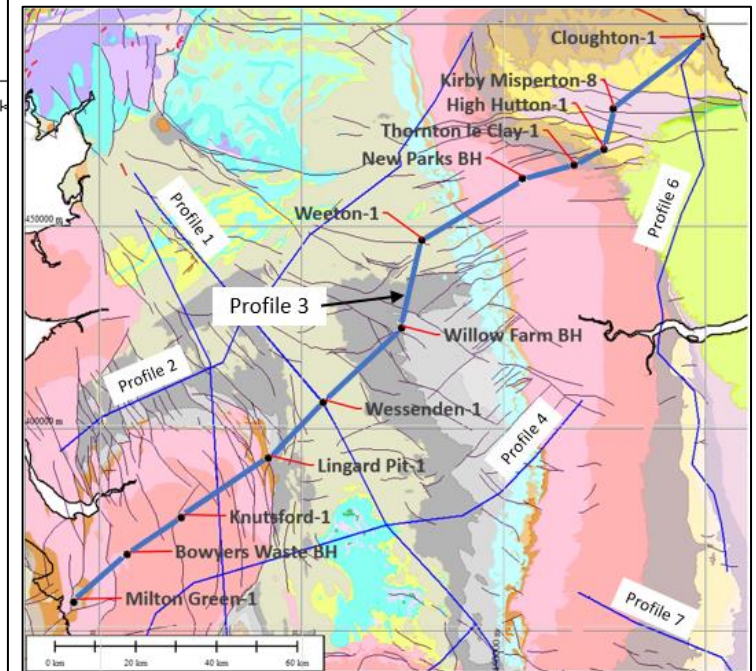 Cloughton-1
Kirby Misperton-8
High Hutton-1
Thornton le Clay-1
New Parks BH
Profile 6
Profile 1
450000 m
Weeton-1
Profile 3
Willow Farm BH
Profile 2
Wessenden-1
400000 m
Profile 4
Lingard Pit-1
Knutsford-1
Bowyers Waste BH
Milton Green-1
Profile 7
0 km 20 km 40 km 60 km